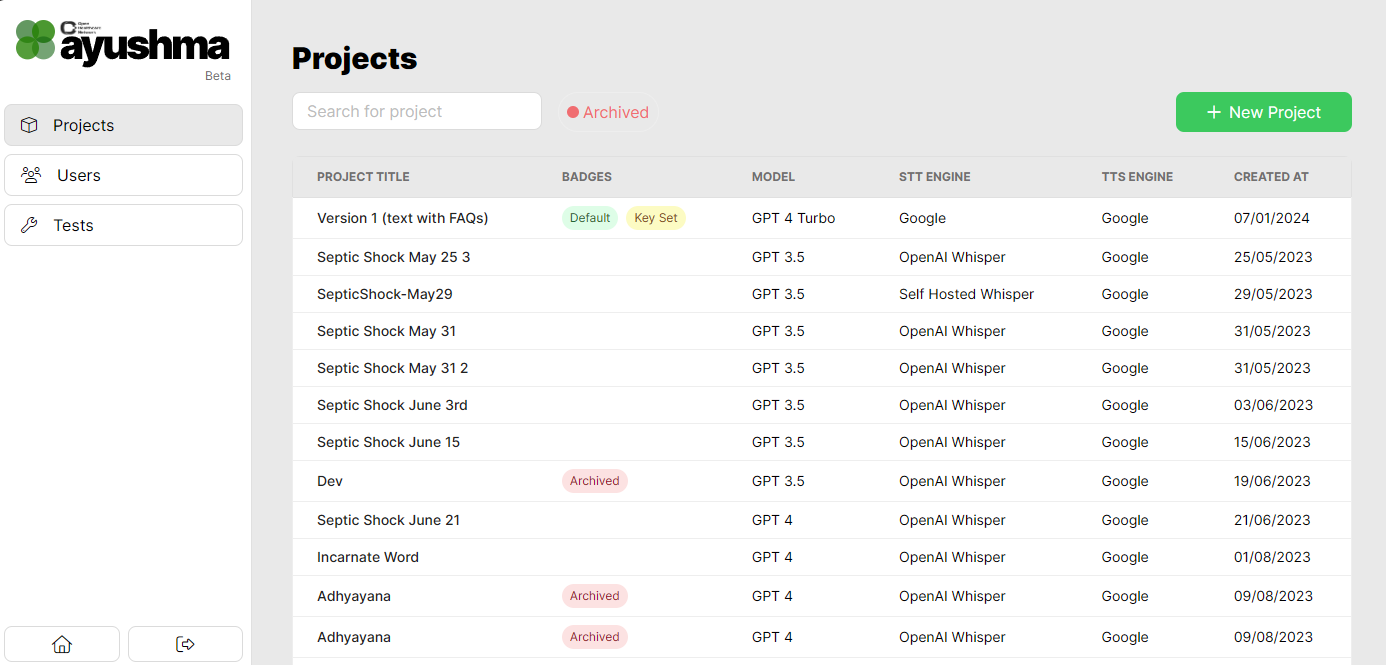 Open
Healthcare
Network
ayushma
Beta
Projects
Users
Tests
Projects
Search for project
Archived
+ New Project
PROJECT TITLE BADGES MODEL STT ENGINE TTS ENGINE CREATED AT
Version 1 (text with FAQs) Default Key Set GPT 4 Turbo Google Google 07/01/2024
Septic Shock May 25 3 GPT 3.5 OpenAI Whisper Google 25/05/2023
SepticShock-May29 GPT 3.5 Self Hosted Whisper Google 29/05/2023
Septic Shock May 31 GPT 3.5 OpenAI Whisper Google 31/05/2023
Septic Shock May 31 2 GPT 3.5 OpenAI Whisper Google 31/05/2023
Septic Shock June 3rd GPT 3.5 OpenAI Whisper Google 03/06/2023
Septic Shock June 15 GPT 3.5 OpenAI Whisper Google 15/06/2023
Dev Archived GPT 3.5 OpenAI Whisper Google 19/06/2023
Septic Shock June 21 GPT 4 OpenAI Whisper Google 21/06/2023
Incarnate Word GPT 4 OpenAI Whisper Google 01/08/2023
Adhyayana Archived GPT 4 OpenAI Whisper Google 09/08/2023
Adhyayana Archived GPT 4 OpenAI Whisper Google 09/08/2023